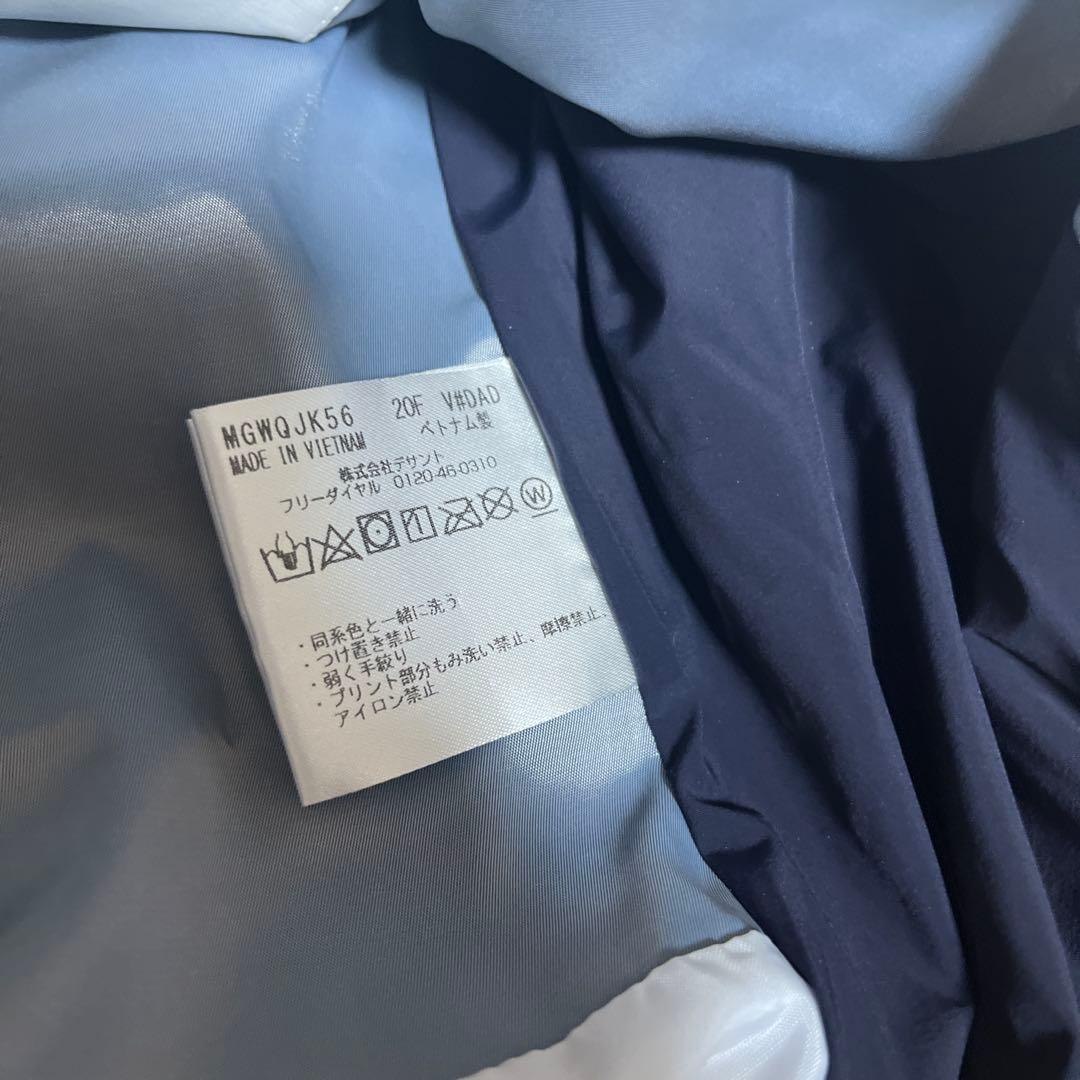 MGWQJK56 20F V#DAD
MADE IN VIETNAM ベトナム製
株式会社デサント
フリーダイヤル 0120-46-0310
W
・同系色と一緒に洗う
・つけ置き禁止
・弱く手絞り
・プリント部分もみ洗い禁止、摩擦禁止、
アイロン禁止